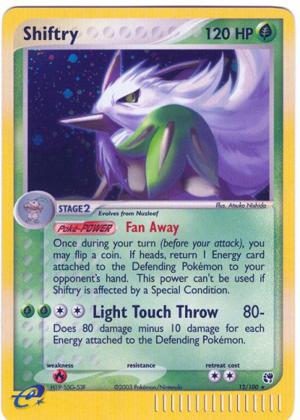 Shiftry 120 HP
Illus. Atsuko Nishida
STAGE2
Evolves from Nuzleaf
Poké-POWER Fan Away
Once during your turn (before your attack), you
may flip a coin. If heads, return 1 Energy card
attached to the Defending Pokémon to your
opponent's hand. This power can't be used if
Shiftry is affected by a Special Condition.
Light Touch Throw 80-
Does 80 damage minus 10 damage for each
Energy attached to the Defending Pokémon.
weakness resistance retreat cost
©2003 Pokémon/Nintendo 12/100
e